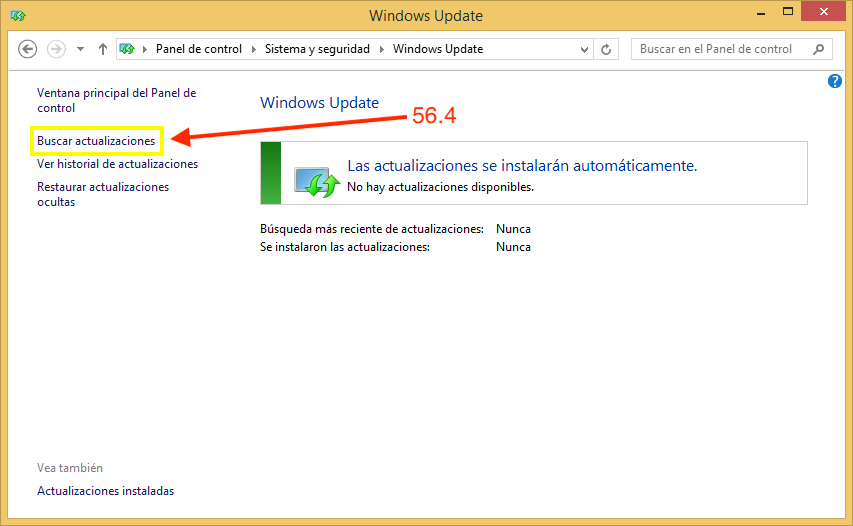 Windows Update
Panel de control
Sistema y seguridad
Windows Update
Buscar en el Panel de control
Ventana principal del Panel de
control
Windows Update
56.4
Buscar actualizaciones
Ver historial de actualizaciones
Restaurar actualizaciones
ocultas
Las actualizaciones se instalarán automáticamente.
No hay actualizaciones disponibles.
Búsqueda más reciente de actualizaciones: Nunca
Se instalaron las actualizaciones: Nunca
Vea también
Actualizaciones instaladas